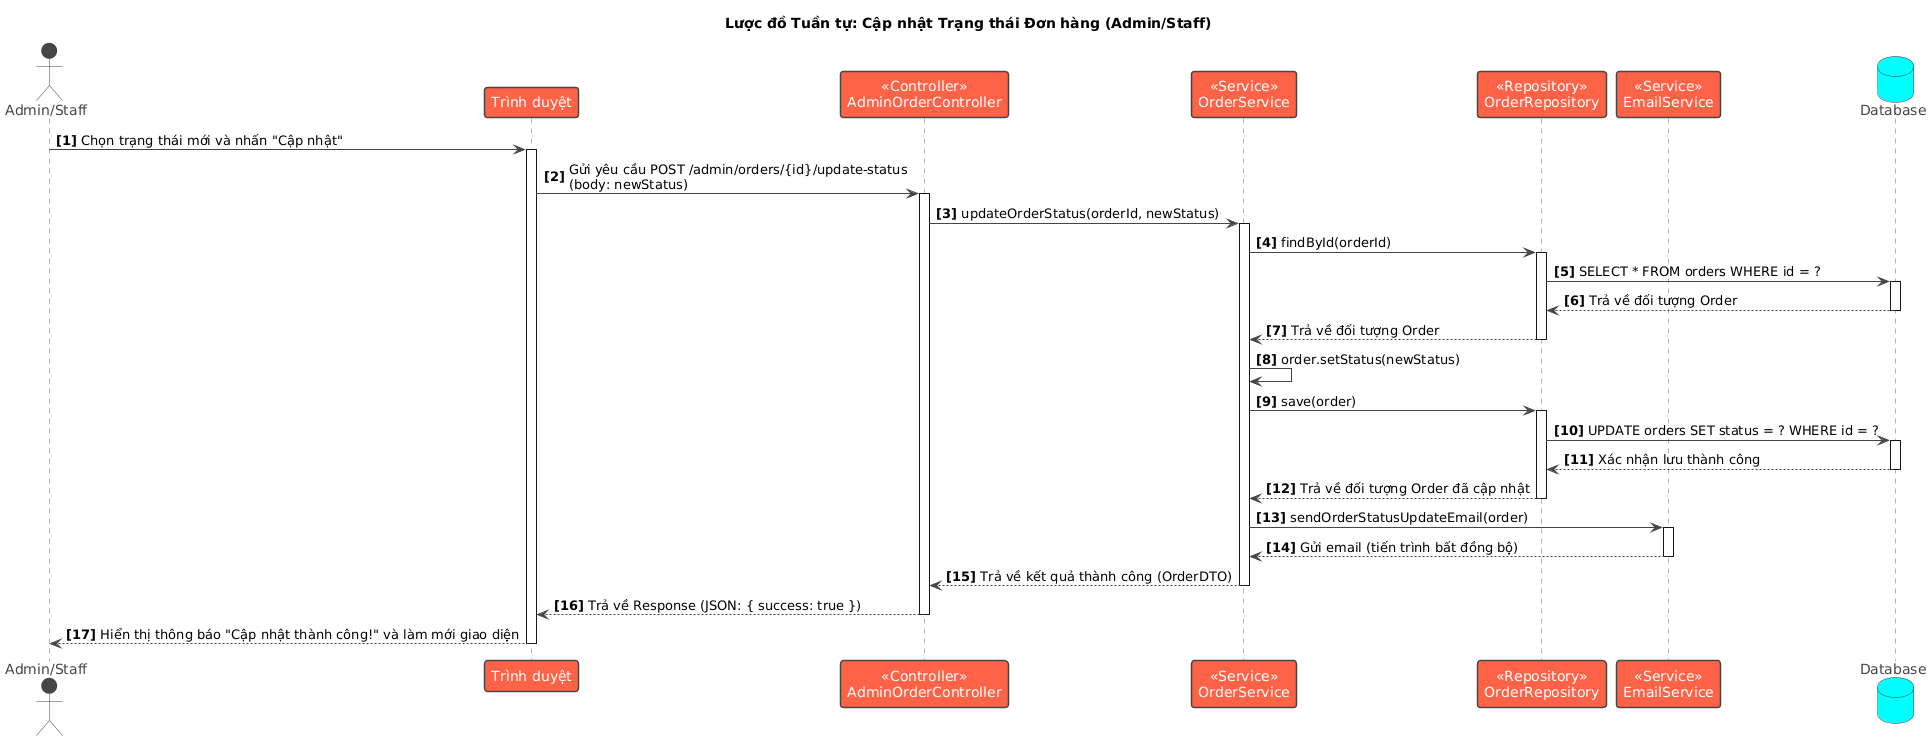 Lược đồ Tuần tự: Cập nhật Trạng thái Đơn hàng (Admin/Staff)
Admin/Staff
Trình duyệt
«Controller»
AdminOrderController
«Service»
OrderService
«Repository»
OrderRepository
«Service»
EmailService
Database
[1] Chọn trạng thái mới và nhấn "Cập nhật"
[2] Gửi yêu cầu POST /admin/orders/{id}/update-status
(body: newStatus)
[3] updateOrderStatus(orderId, newStatus)
[4] findById(orderId)
[5] SELECT * FROM orders WHERE id = ?
[6] Trả về đối tượng Order
[7] Trả về đối tượng Order
[8] order.setStatus(newStatus)
[9] save(order)
[10] UPDATE orders SET status = ? WHERE id = ?
[11] Xác nhận lưu thành công
[12] Trả về đối tượng Order đã cập nhật
[13] sendOrderStatusUpdateEmail(order)
[14] Gửi email (tiến trình bất đồng bộ)
[15] Trả về kết quả thành công (OrderDTO)
[16] Trả về Response (JSON: { success: true })
[17] Hiển thị thông báo "Cập nhật thành công!" và làm mới giao diện
Admin/Staff
Trình duyệt
«Controller»
AdminOrderController
«Service»
OrderService
«Repository»
OrderRepository
«Service»
EmailService
Database